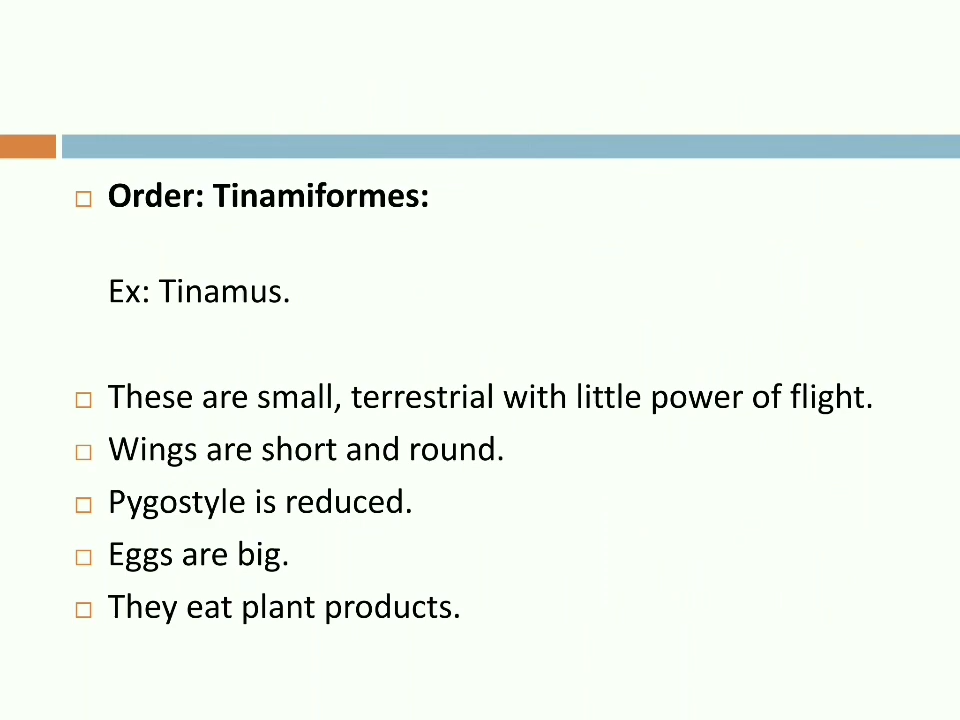 Order: Tinamiformes:
Ex: Tinamus.
These are small, terrestrial with little power of flight.
Wings are short and round.
Pygostyle is reduced.
Eggs are big.
They eat plant products.